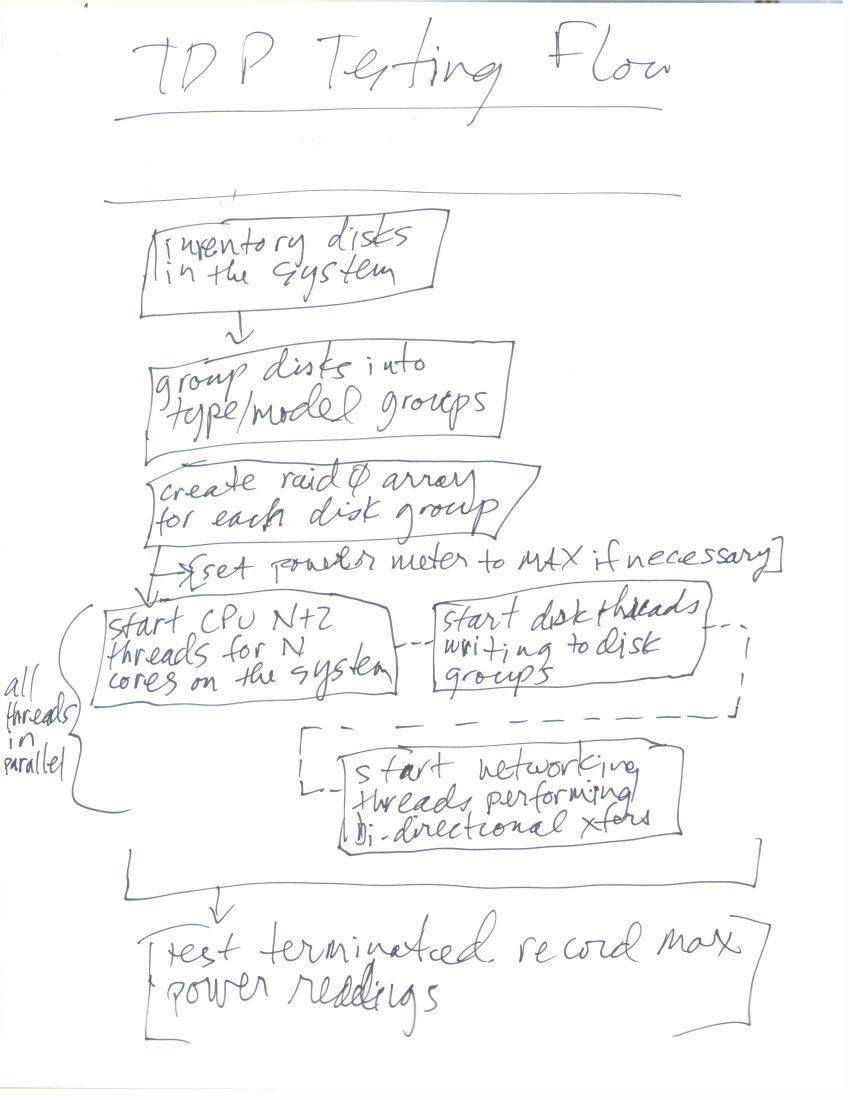 TDP Testing Flow
inventory disks
in the system
group disks into
type/model groups
create raid 0 array
for each disk group
[set power meter to MAX if necessary]
start CPU N+2
threads for N
cores on the system
start disk threads
writing to disk
groups
all
threads
in
parallel
start networking
threads performing
bi-directional xfers
test terminated record max
power readings